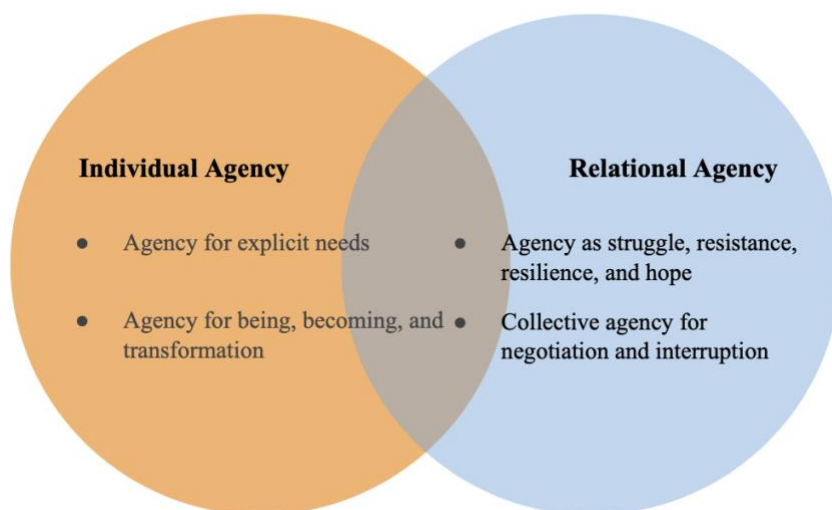 Individual Agency
● Agency for explicit needs
● Agency for being, becoming, and
transformation
Relational Agency
● Agency as struggle, resistance,
resilience, and hope
● Collective agency for
negotiation and interruption